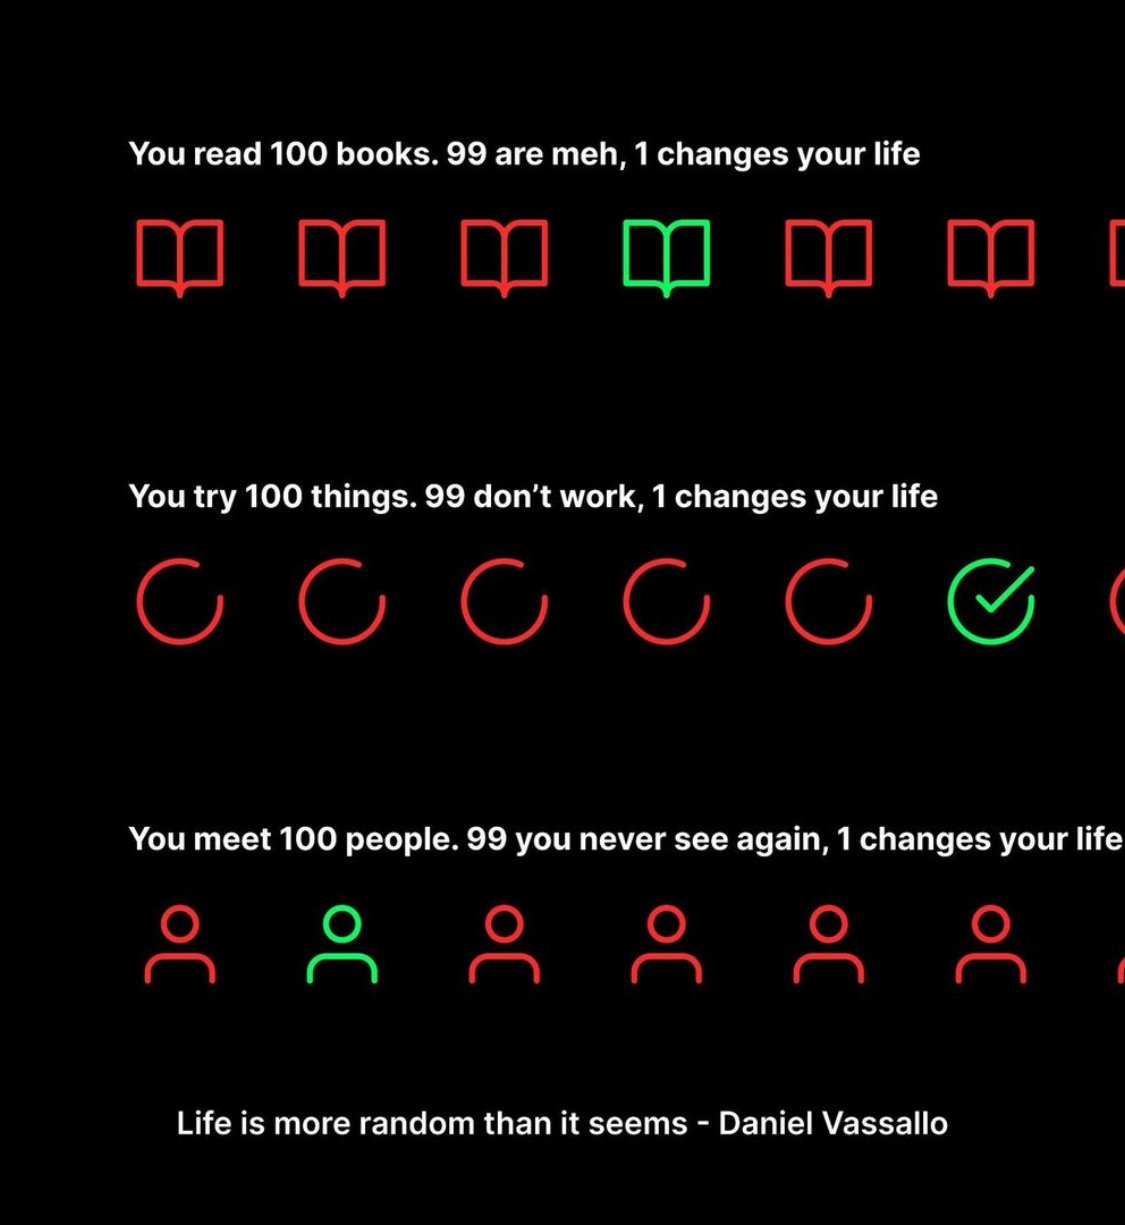 You read 100 books. 99 are meh, 1 changes your life
You try 100 things. 99 don’t work, 1 changes your life
You meet 100 people. 99 you never see again, 1 changes your life
Life is more random than it seems - Daniel Vassallo